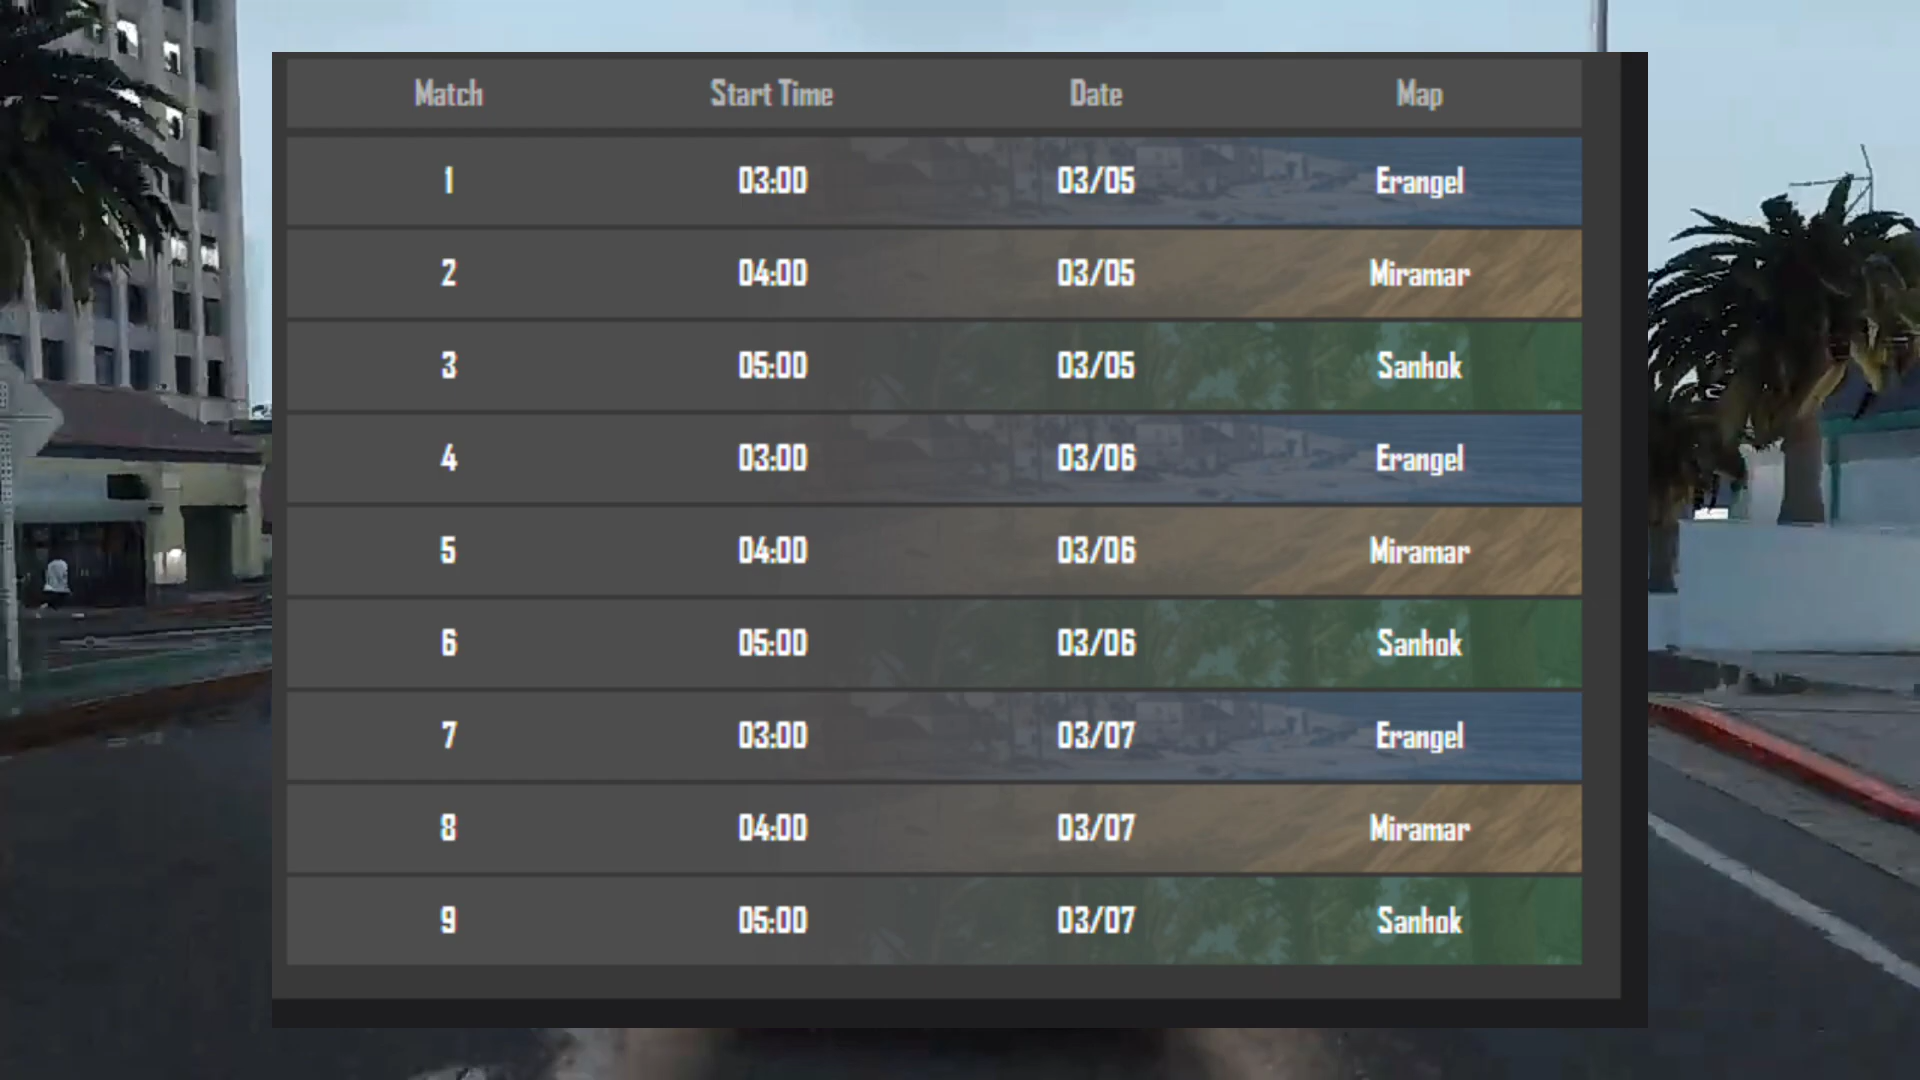 Match Start Time Date Map
1 03:00 03/05 Erangel
2 04:00 03/05 Miramar
3 05:00 03/05 Sanhok
4 03:00 03/06 Erangel
5 04:00 03/06 Miramar
6 05:00 03/06 Sanhok
7 03:00 03/07 Erangel
8 04:00 03/07 Miramar
9 05:00 03/07 Sanhok